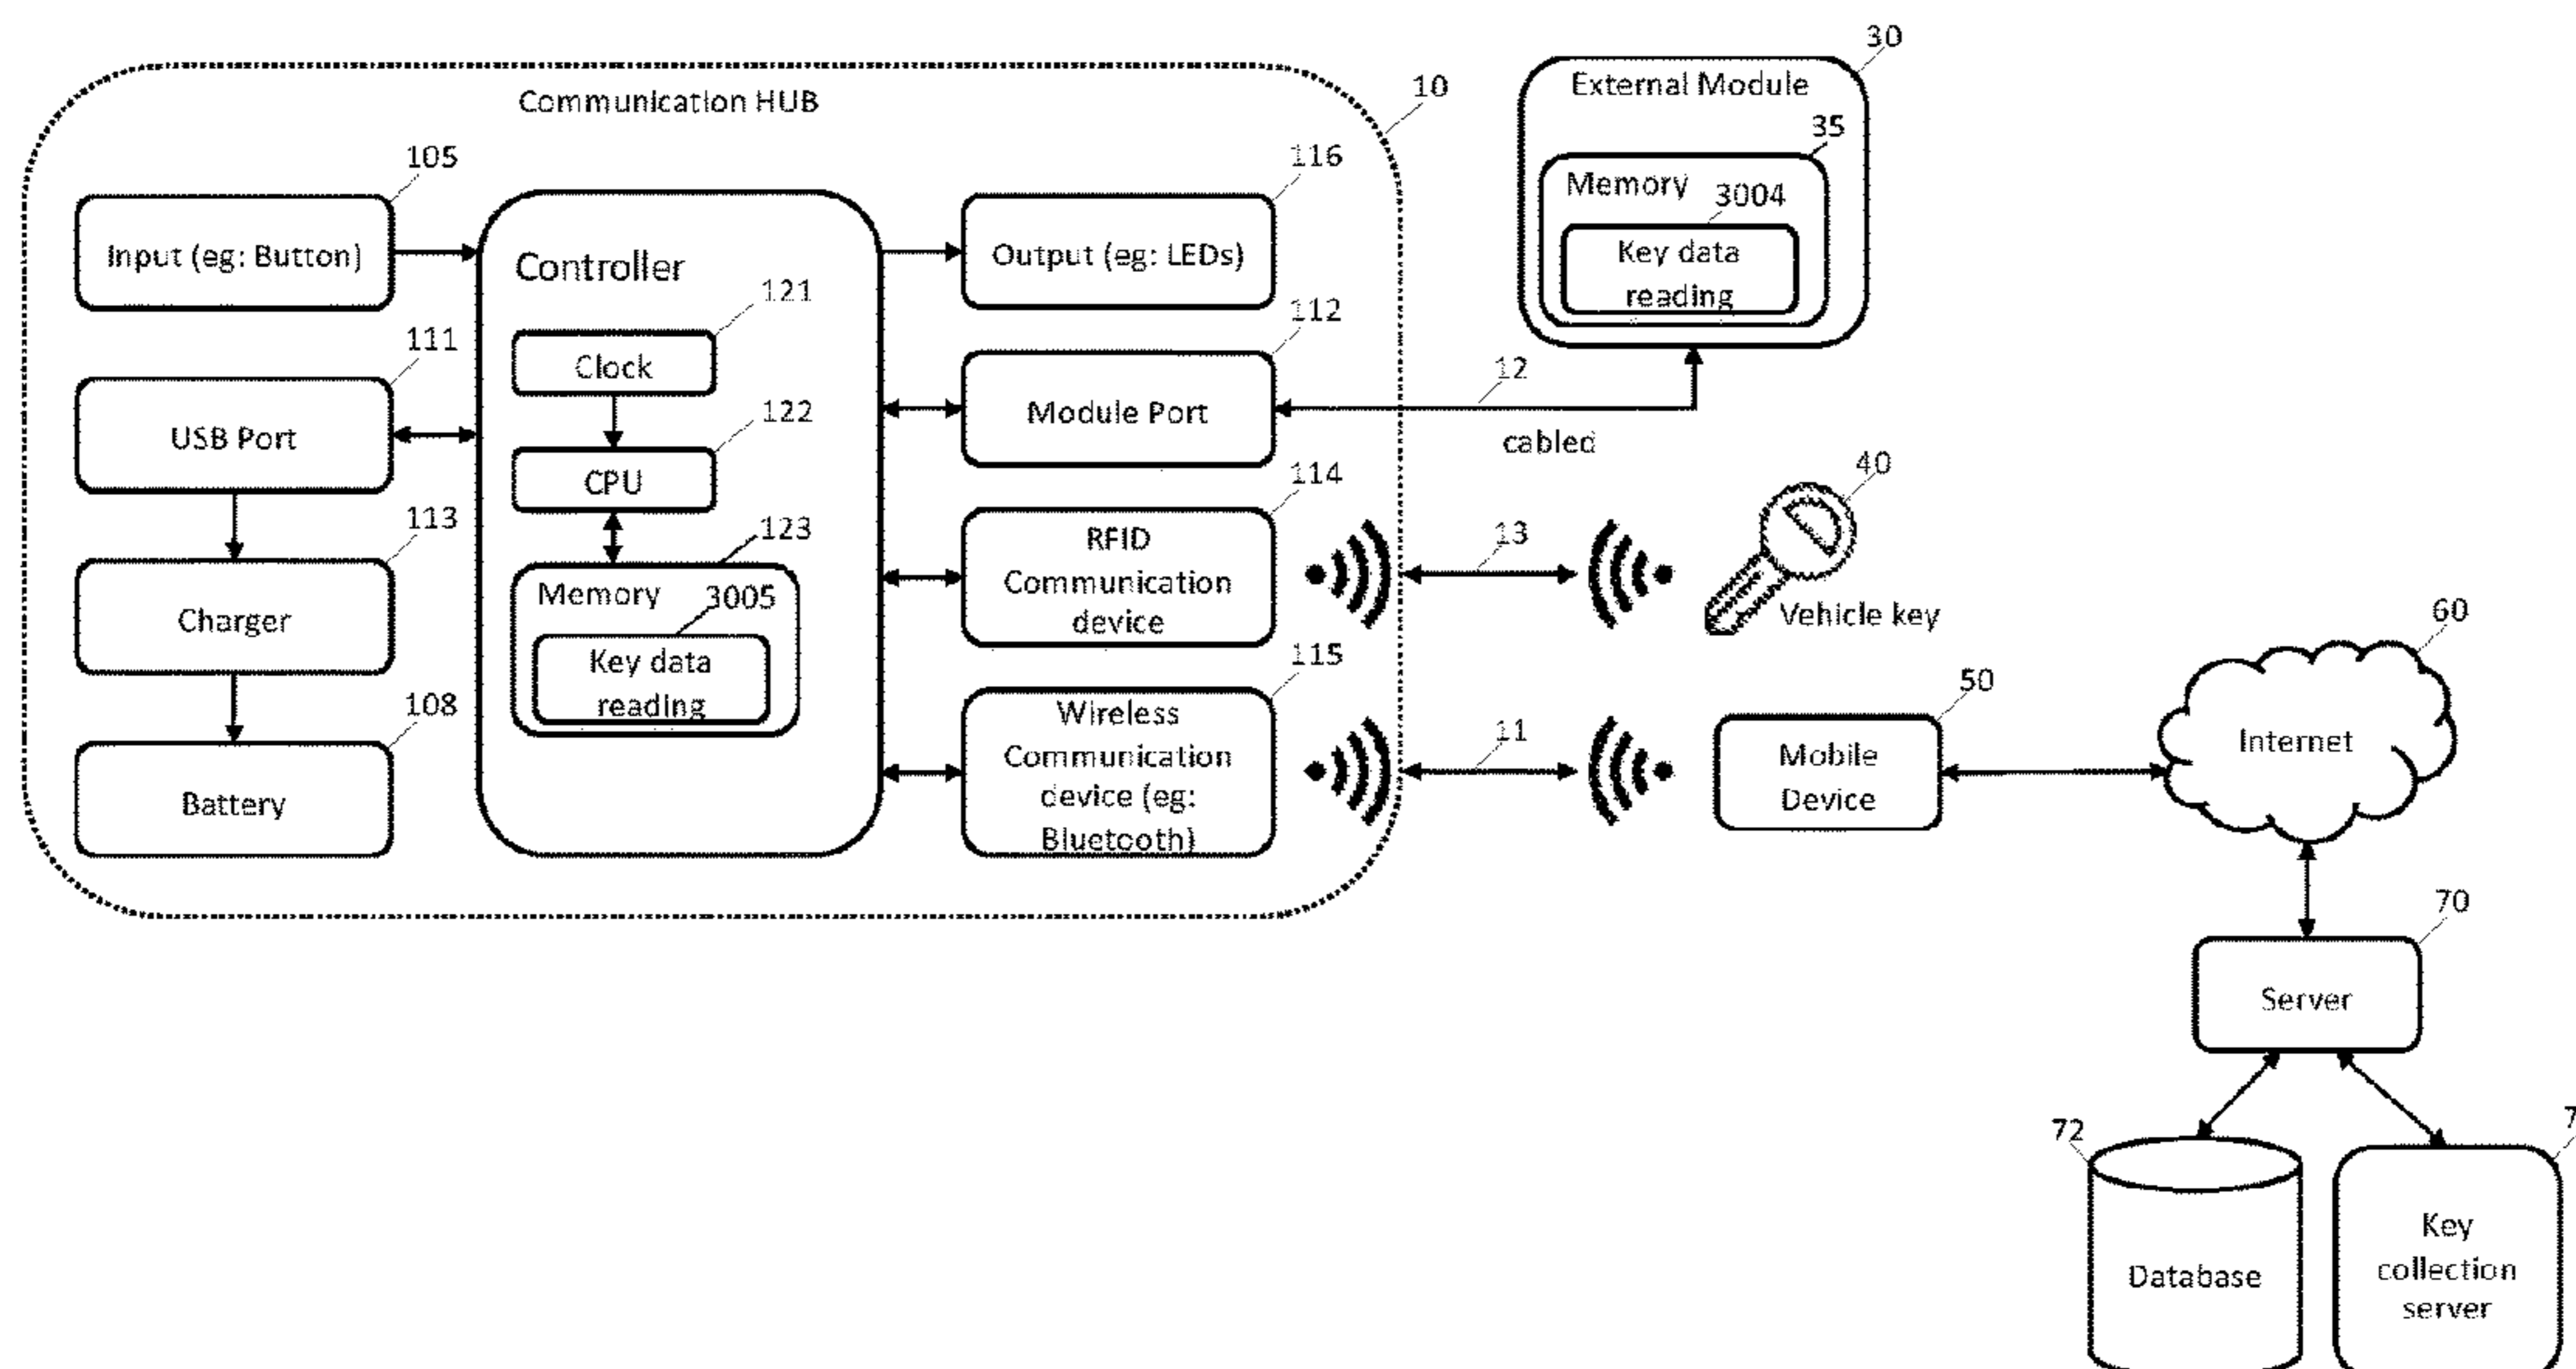 30
External Module
10
Communication HUB
35
105
116
Memory
3004
Input (eg: Button)
Controller
Output (eg: LEDs)
Key data
reading
121
112
111
Clock
12
122
USB Port
Module Port
cabled
CPU
114
40
113
123
RFID
Communication
device
13
Memory
3005
Vehicle key
Charger
60
Key data
reading
115
50
108
Wireless
Communication
device (eg:
Bluetooth)
11
Internet
Mobile
Device
Battery
70
Server
72
7
Key
collection
server
Database